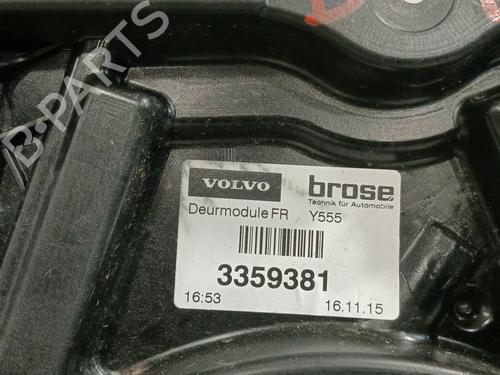 B-PARTS
VOLVO
brose
Technik für Automobile
Deurmodule FR Y555
3359381
16:53 16.11.15